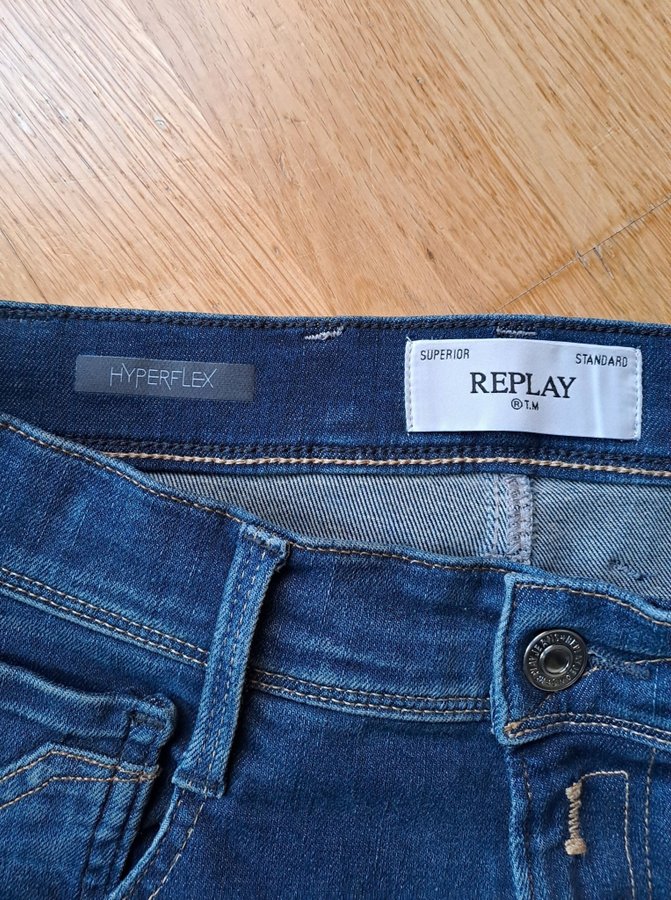 HYPERFLEX
SUPERIOR STANDARD
REPLAY
® T.M